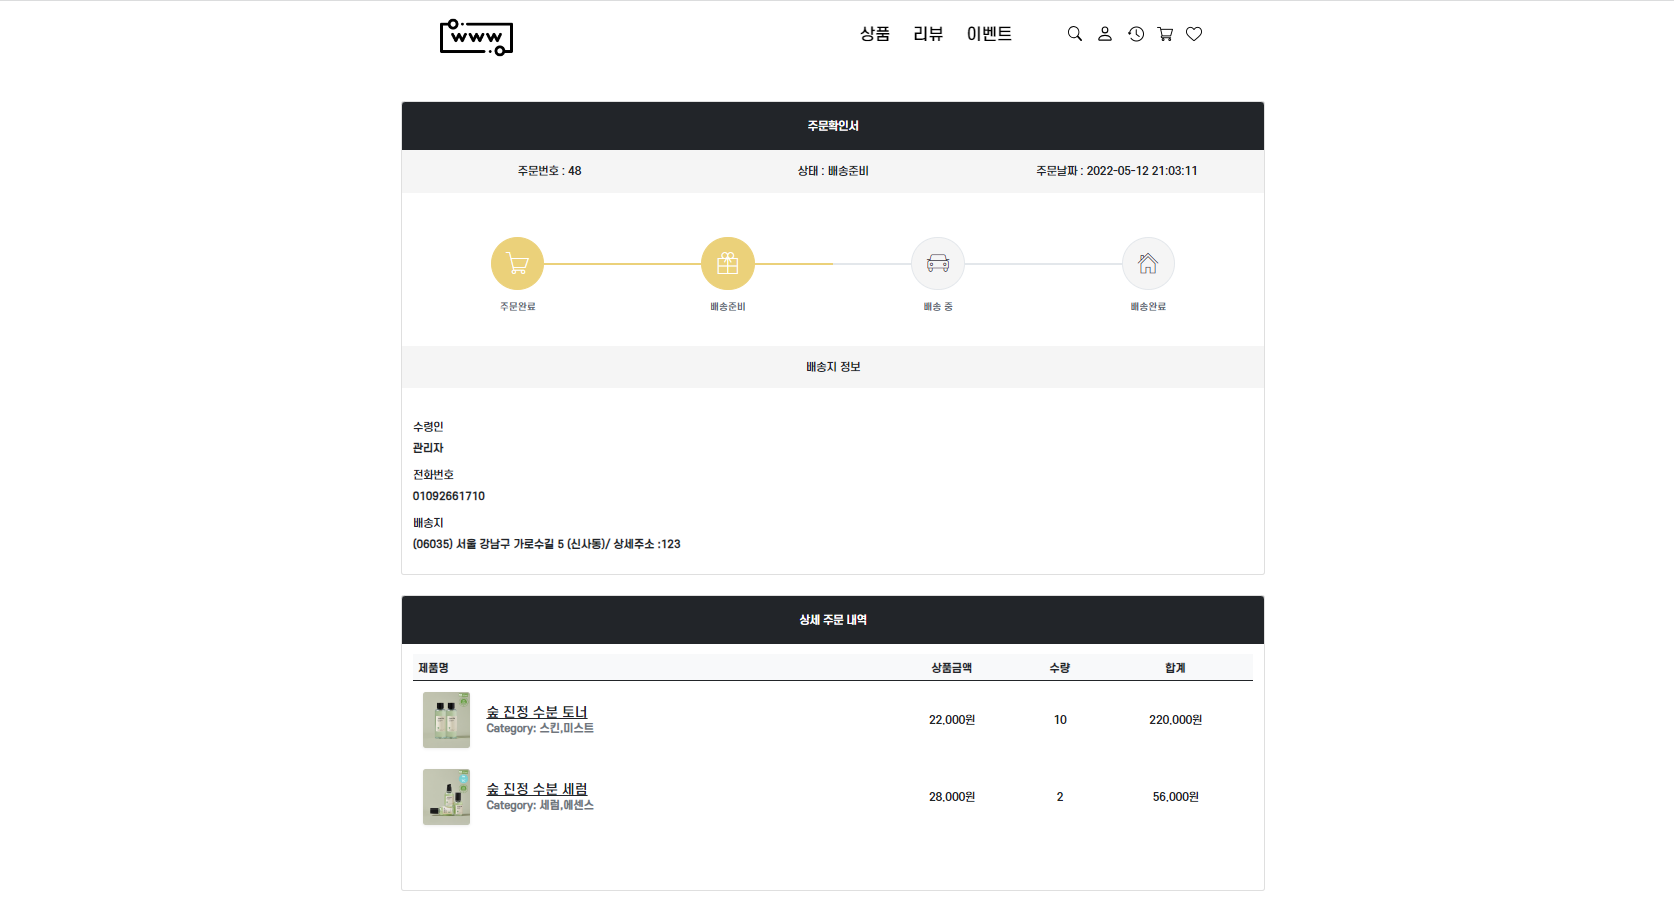 www
상품 리뷰 이벤트
주문확인서
주문번호 : 48 상태 : 배송준비 주문날짜 : 2022-05-12 21:03:11
주문완료 배송준비 배송 중 배송완료
배송지 정보
수령인
관리자
전화번호
01092661710
배송지
(06035) 서울 강남구 가로수길 5 (신사동)/ 상세주소 :123
상세 주문 내역
제품명 상품금액 수량 합계
숲 진정 수분 토너
Category: 스킨,미스트
22,000원 10 220,000원
숲 진정 수분 세럼
Category: 세럼,에센스
28,000원 2 56,000원